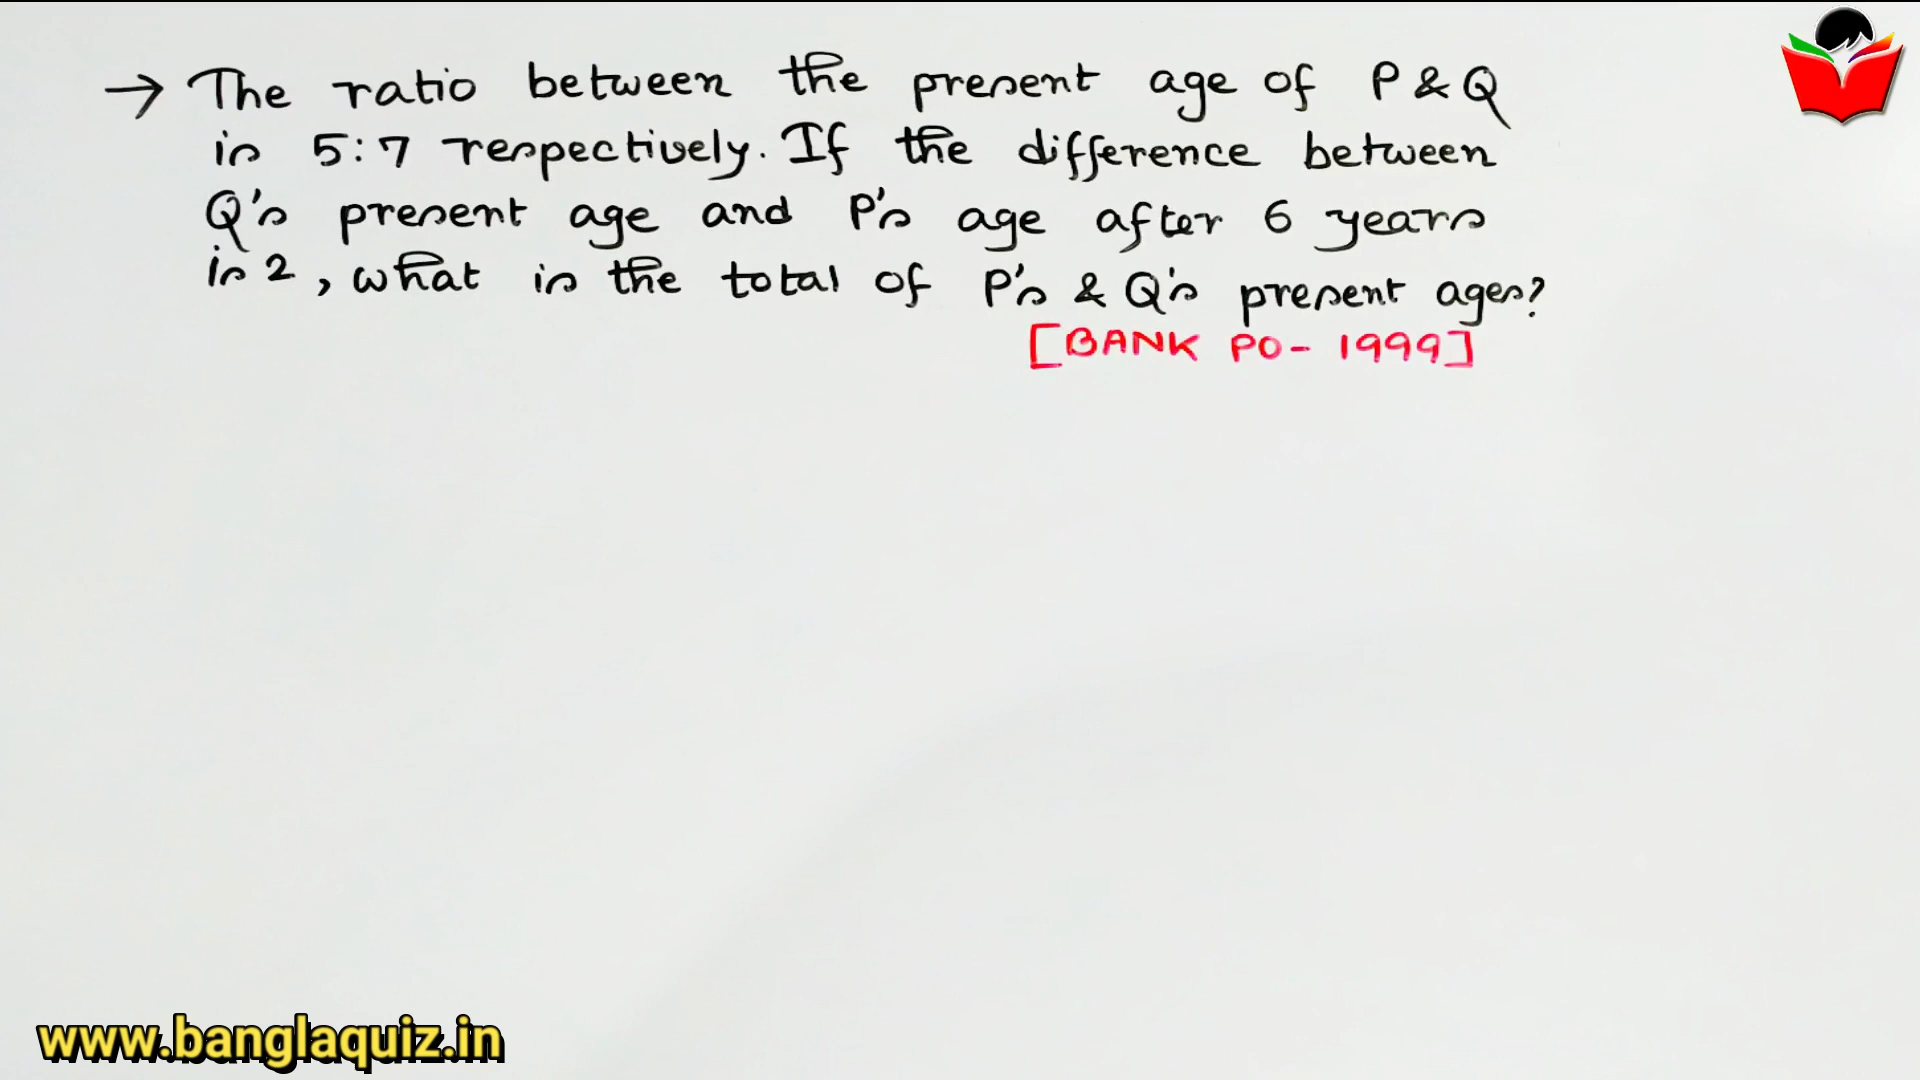 → The ratio between the present age of P & Q
is 5:7 respectively. If the difference between
Q's present age and P's age after 6 years
is 2, what is the total of P's & Q's present ages?
[BANK PO- 1999]
www.banglaquiz.in